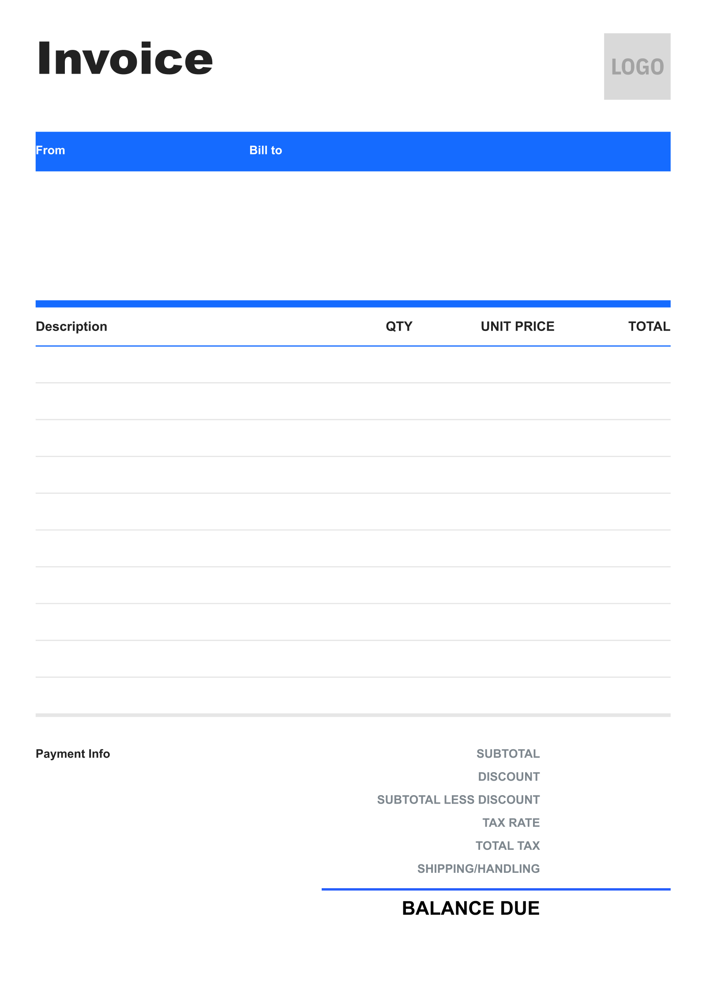 Invoice
LOGO
From Bill to
Description QTY UNIT PRICE TOTAL
Payment Info
SUBTOTAL
DISCOUNT
SUBTOTAL LESS DISCOUNT
TAX RATE
TOTAL TAX
SHIPPING/HANDLING
BALANCE DUE